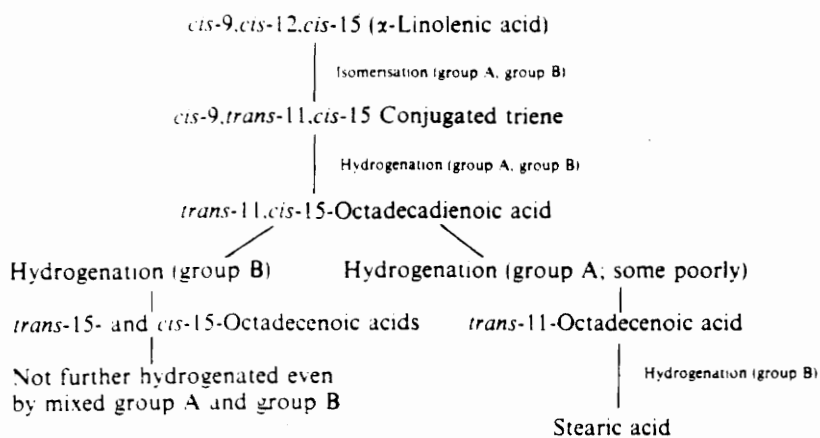 cis-9,cis-12,cis-15 (α-Linolenic acid)
Isomerisation (group A, group B)
cis-9,trans-11,cis-15 Conjugated triene
Hydrogenation (group A, group B)
trans-11,cis-15-Octadecadienoic acid
Hydrogenation (group B)
Hydrogenation (group A; some poorly)
trans-15- and cis-15-Octadecenoic acids
trans-11-Octadecenoic acid
Not further hydrogenated even
by mixed group A and group B
Hydrogenation (group B)
Stearic acid